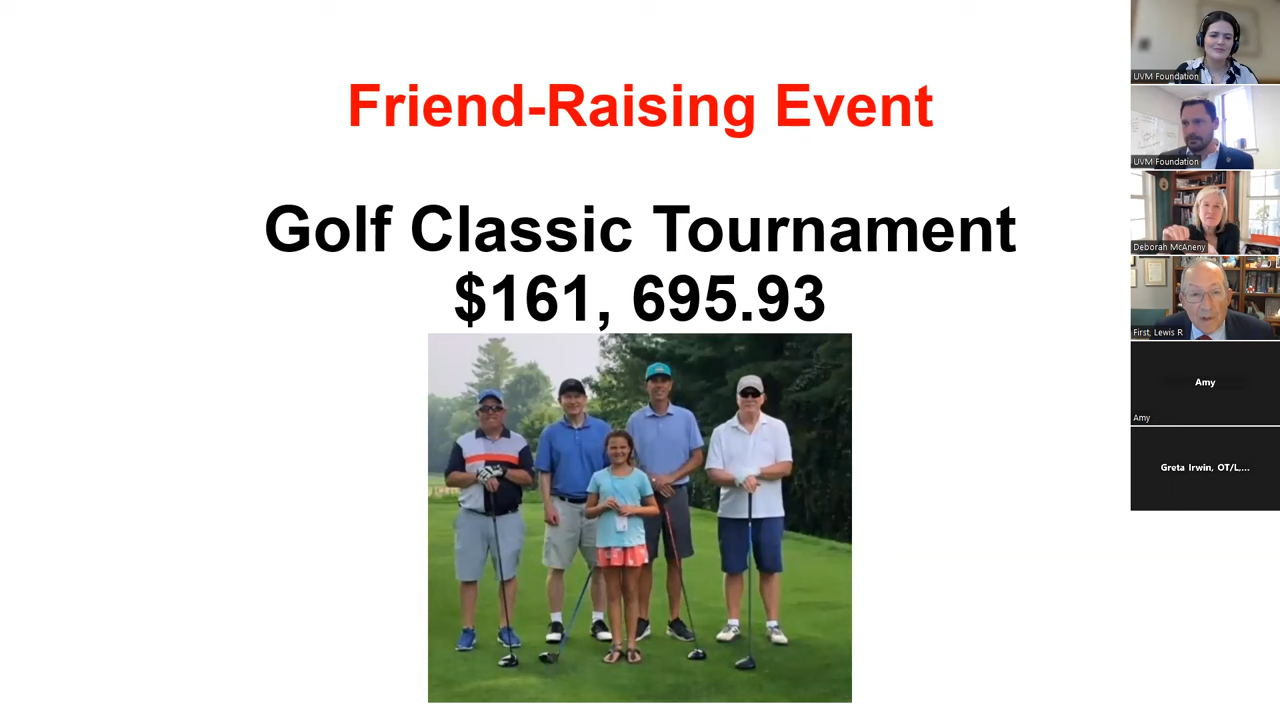 Friend-Raising Event
Golf Classic Tournament
$161, 695.93
UVM Foundation
UVM Foundation
Deborah McAneny
First, Lewis R
Amy
Amy
Greta Irwin, OT/L,...